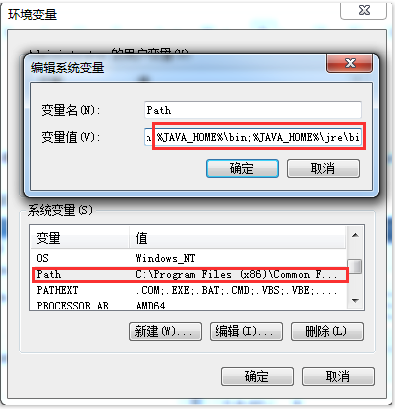 环境变量
的用户变量(U)
编辑系统变量
变量名(N): Path
变量值(V): %JAVA_HOME%\bin;%JAVA_HOME%\jre\bi
确定 取消
系统变量(S)
变量 值
OS Windows_NT
Path C:\Program Files (x86)\Common F...
PATHEXT .COM;.EXE;.BAT;.CMD;.VBS;.VBE;....
PROCESSOR_AR AMD64
新建(W)... 编辑(I)... 删除(L)
确定 取消